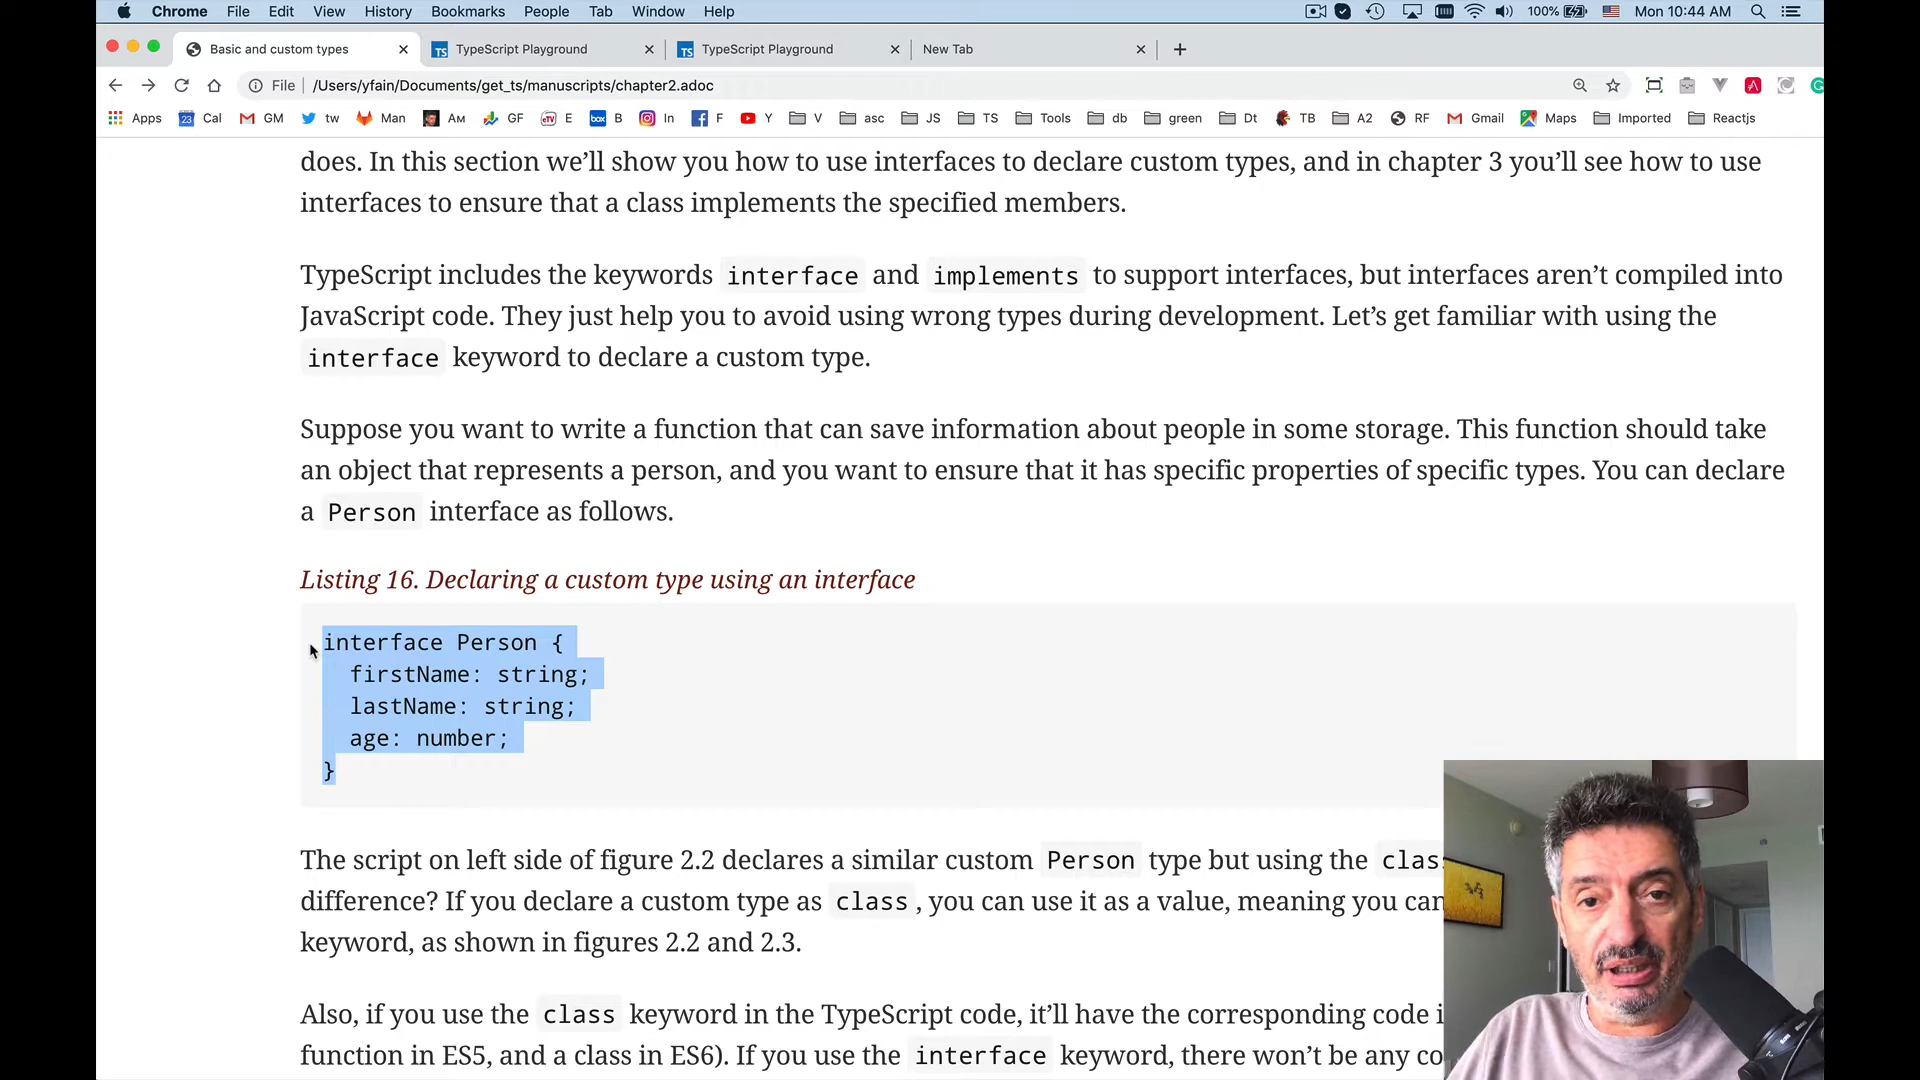 Chrome File Edit View History Bookmarks People Tab Window Help 100% Mon 10:44 AM
Basic and custom types TS TypeScript Playground TS TypeScript Playground New Tab
File /Users/yfain/Documents/get_ts/manuscripts/chapter2.adoc
Apps 23 Cal GM tw Man Ам GF eTV E box B In F Y V asc JS TS Tools db green Dt TB A2 RF Gmail Maps Imported Reactjs
does. In this section we’ll show you how to use interfaces to declare custom types, and in chapter 3 you’ll see how to use
interfaces to ensure that a class implements the specified members.
TypeScript includes the keywords interface and implements to support interfaces, but interfaces aren’t compiled into
JavaScript code. They just help you to avoid using wrong types during development. Let’s get familiar with using the
interface keyword to declare a custom type.
Suppose you want to write a function that can save information about people in some storage. This function should take
an object that represents a person, and you want to ensure that it has specific properties of specific types. You can declare
a Person interface as follows.
Listing 16. Declaring a custom type using an interface
interface Person {
firstName: string;
lastName: string;
age: number;
}
The script on left side of figure 2.2 declares a similar custom Person type but using the clas
difference? If you declare a custom type as class, you can use it as a value, meaning you can
keyword, as shown in figures 2.2 and 2.3.
Also, if you use the class keyword in the TypeScript code, it’ll have the corresponding code i
function in ES5, and a class in ES6). If you use the interface keyword, there won’t be any co